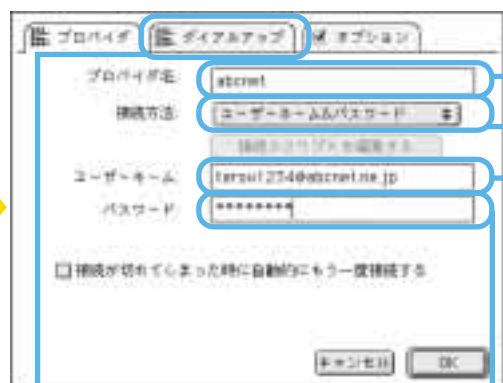 プロバイダ ダイアルアップ オプション
プロバイダ名 abcnet
接続方法 ユーザーネーム&パスワード
接続スクリプトを編集する
ユーザーネーム tarou1234@abcnet.ne.jp
パスワード ********
接続が切れてしまった時に自動的にもう一度接続する
キャンセル OK